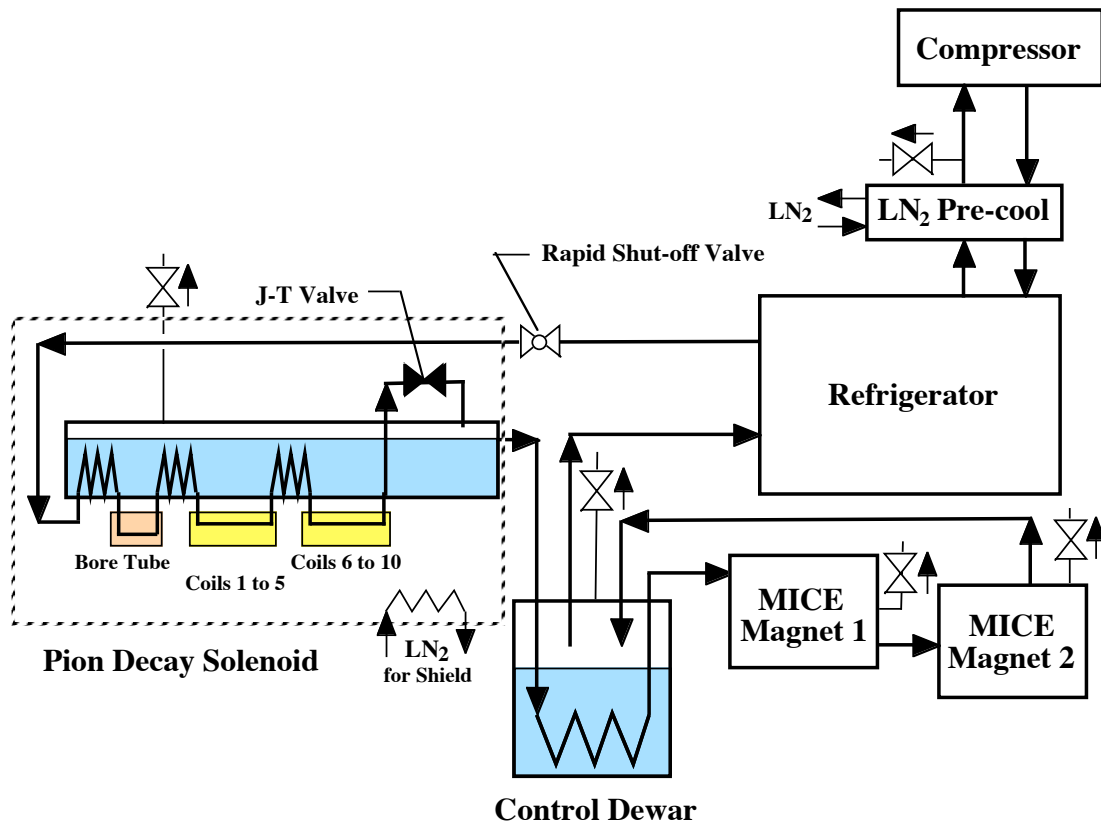 Compressor
LN2 Pre-cool
LN2
Rapid Shut-off Valve
J-T Valve
Refrigerator
Bore Tube
Coils 1 to 5
Coils 6 to 10
MICE
Magnet 1
MICE
Magnet 2
LN2
for Shield
Pion Decay Solenoid
Control Dewar